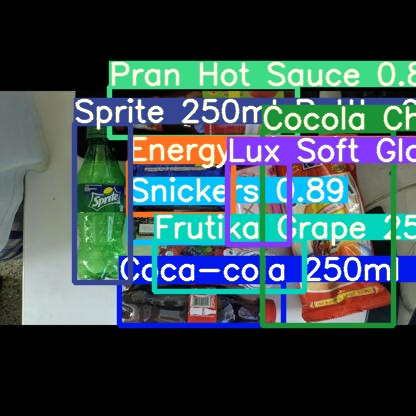 Pran Hot Sauce 0.8
Sprite 250ml
Cocola Ch
Energy
Lux Soft Glo
Snickers 0.89
Sprite
Frutika Grape 25
Coca-cola 250ml